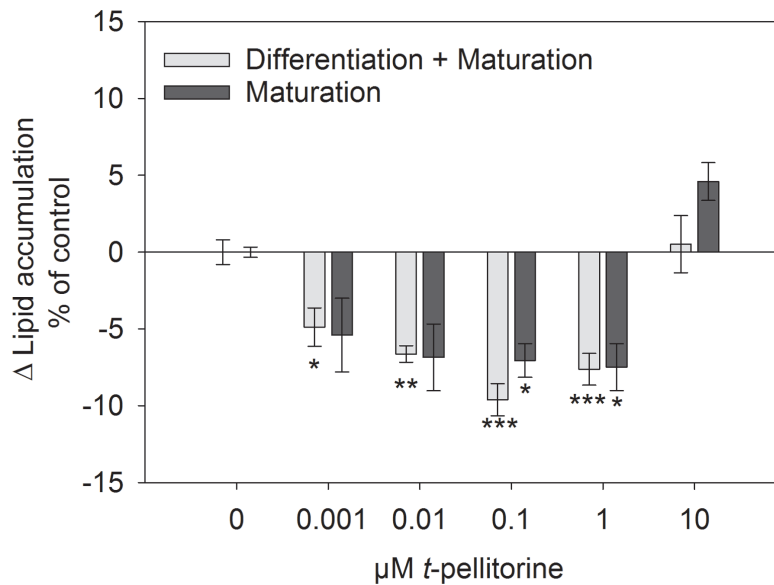 15
Differentiation + Maturation
10
Maturation
5
0
-5
-10
-15
Δ Lipid accumulation
% of control
*
**
***
*
***
*
0 0.001 0.01 0.1 1 10
µM t-pellitorine